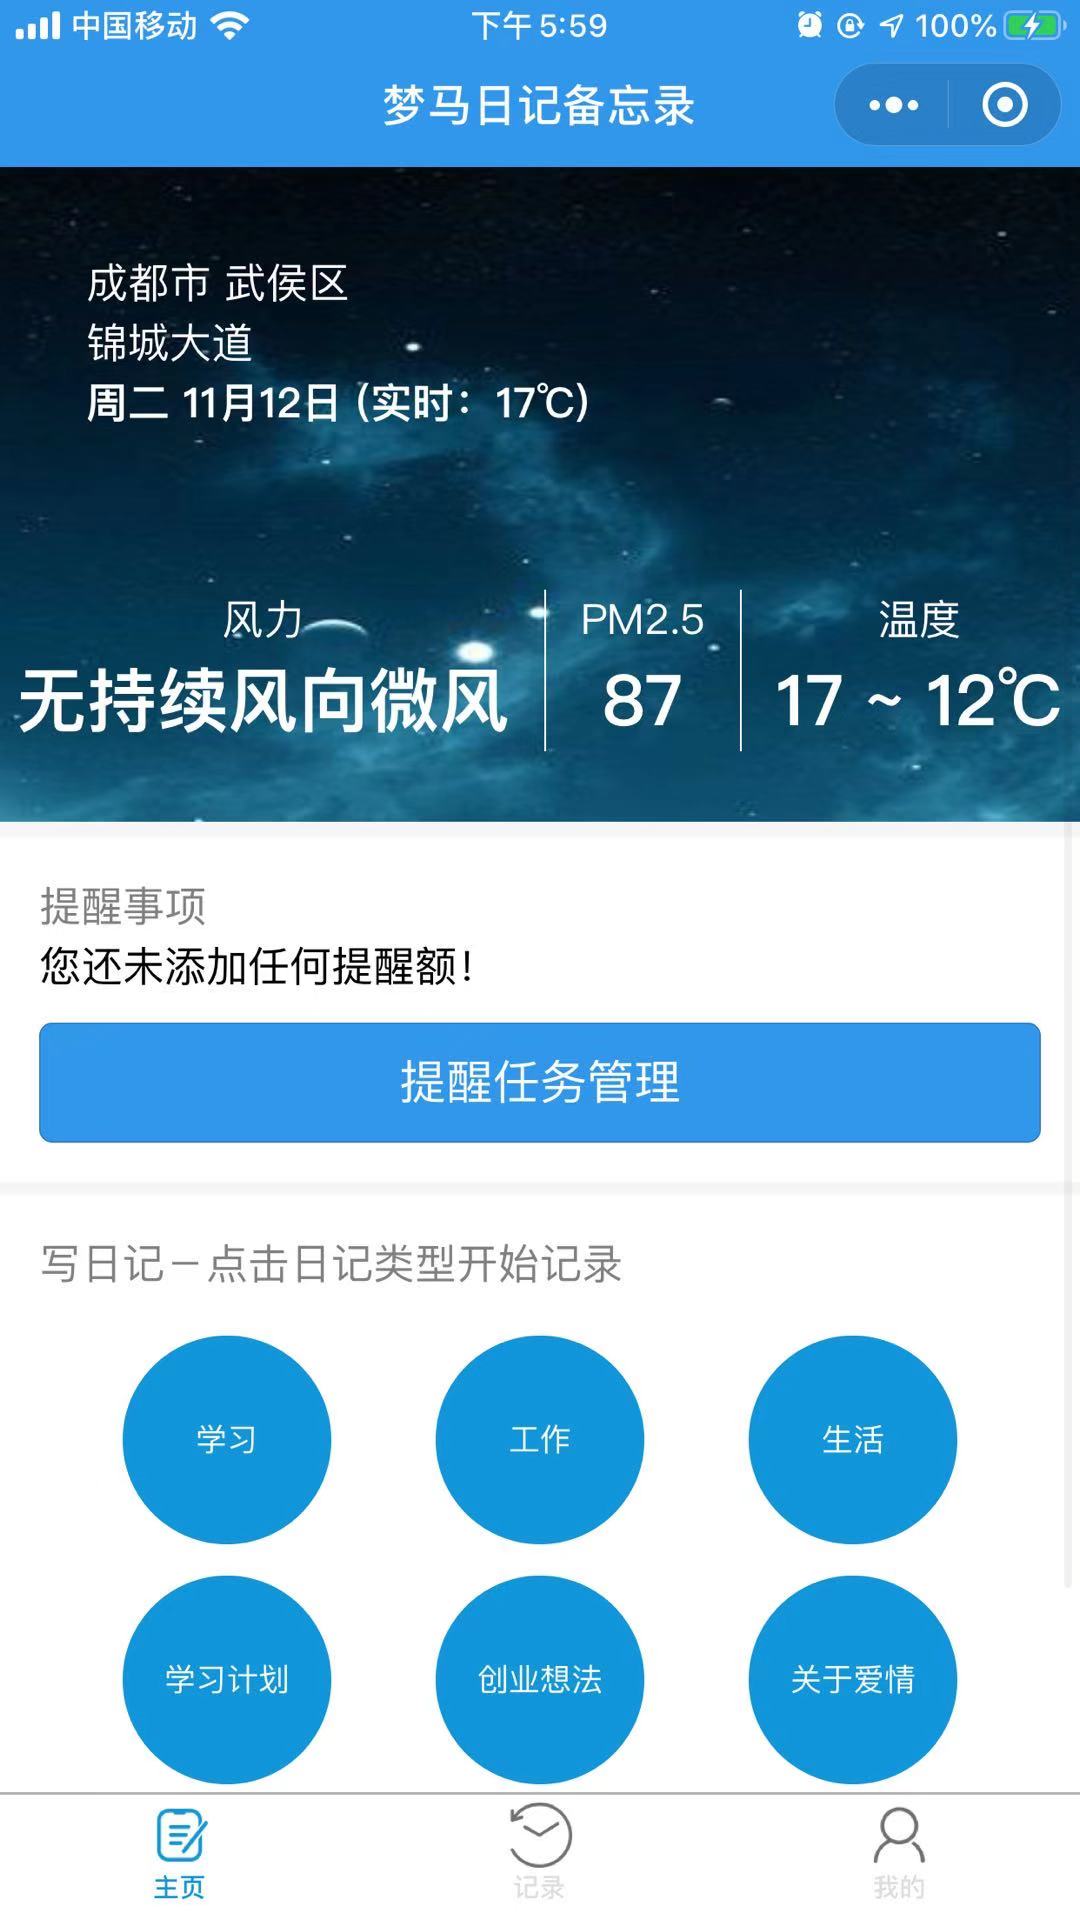 中国移动 下午 5:59 100%
梦马日记备忘录
成都市 武侯区
锦城大道
周二 11月12日 (实时：17℃)
风力 PM2.5 温度
无持续风向微风 87 17 ~ 12℃
提醒事项
您还未添加任何提醒额！
提醒任务管理
写日记－点击日记类型开始记录
学习 工作 生活
学习计划 创业想法 关于爱情
主页 记录 我的